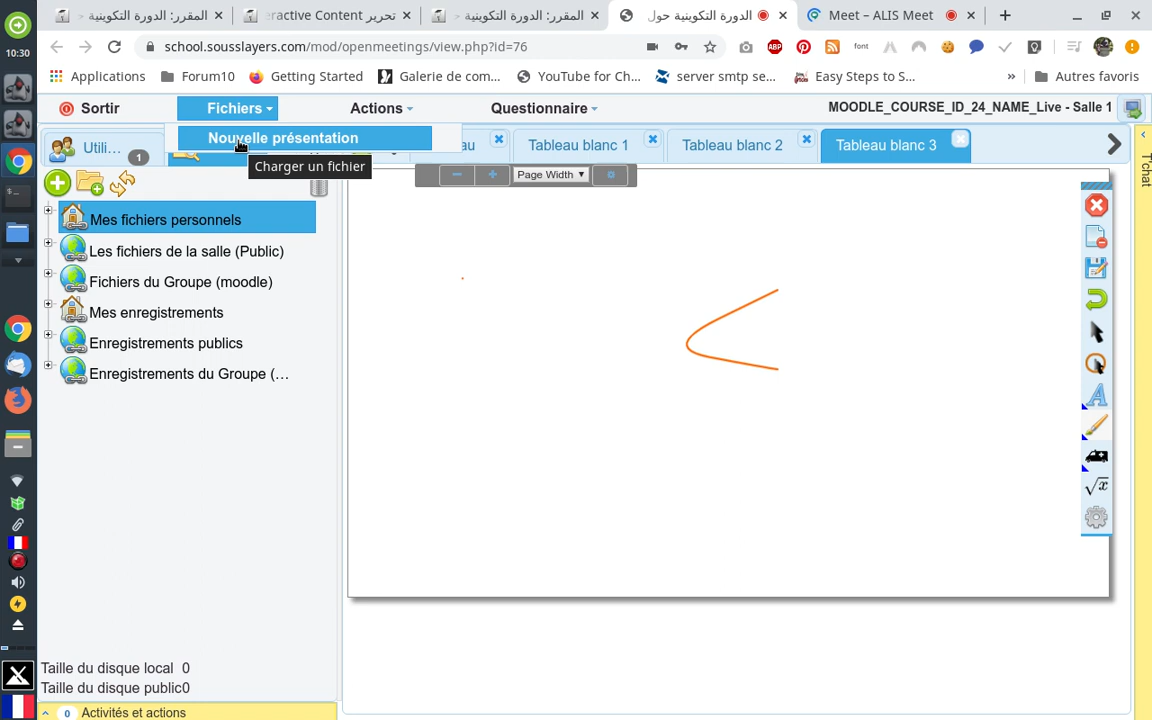 المقرر: الدورة التكوينية >
تحرير eractive Content
المقرر: الدورة التكوينية >
الدورة التكوينية حول
Meet – ALIS Meet
10:30
school.sousslayers.com/mod/openmeetings/view.php?id=76
ABP
font
Applications
Forum10
Getting Started
Galerie de com…
YouTube for Ch…
server smtp se…
Easy Steps to S…
»
Autres favoris
Sortir
Fichiers
Actions
Questionnaire
MOODLE_COURSE_ID_24_NAME_Live - Salle 1
Nouvelle présentation
Charger un fichier
Utili…
1
au
Tableau blanc 1
Tableau blanc 2
Tableau blanc 3
T'chat
Page Width
Mes fichiers personnels
Les fichiers de la salle (Public)
Fichiers du Groupe (moodle)
Mes enregistrements
Enregistrements publics
Enregistrements du Groupe (…
Taille du disque local 0
Taille du disque public0
0 Activités et actions